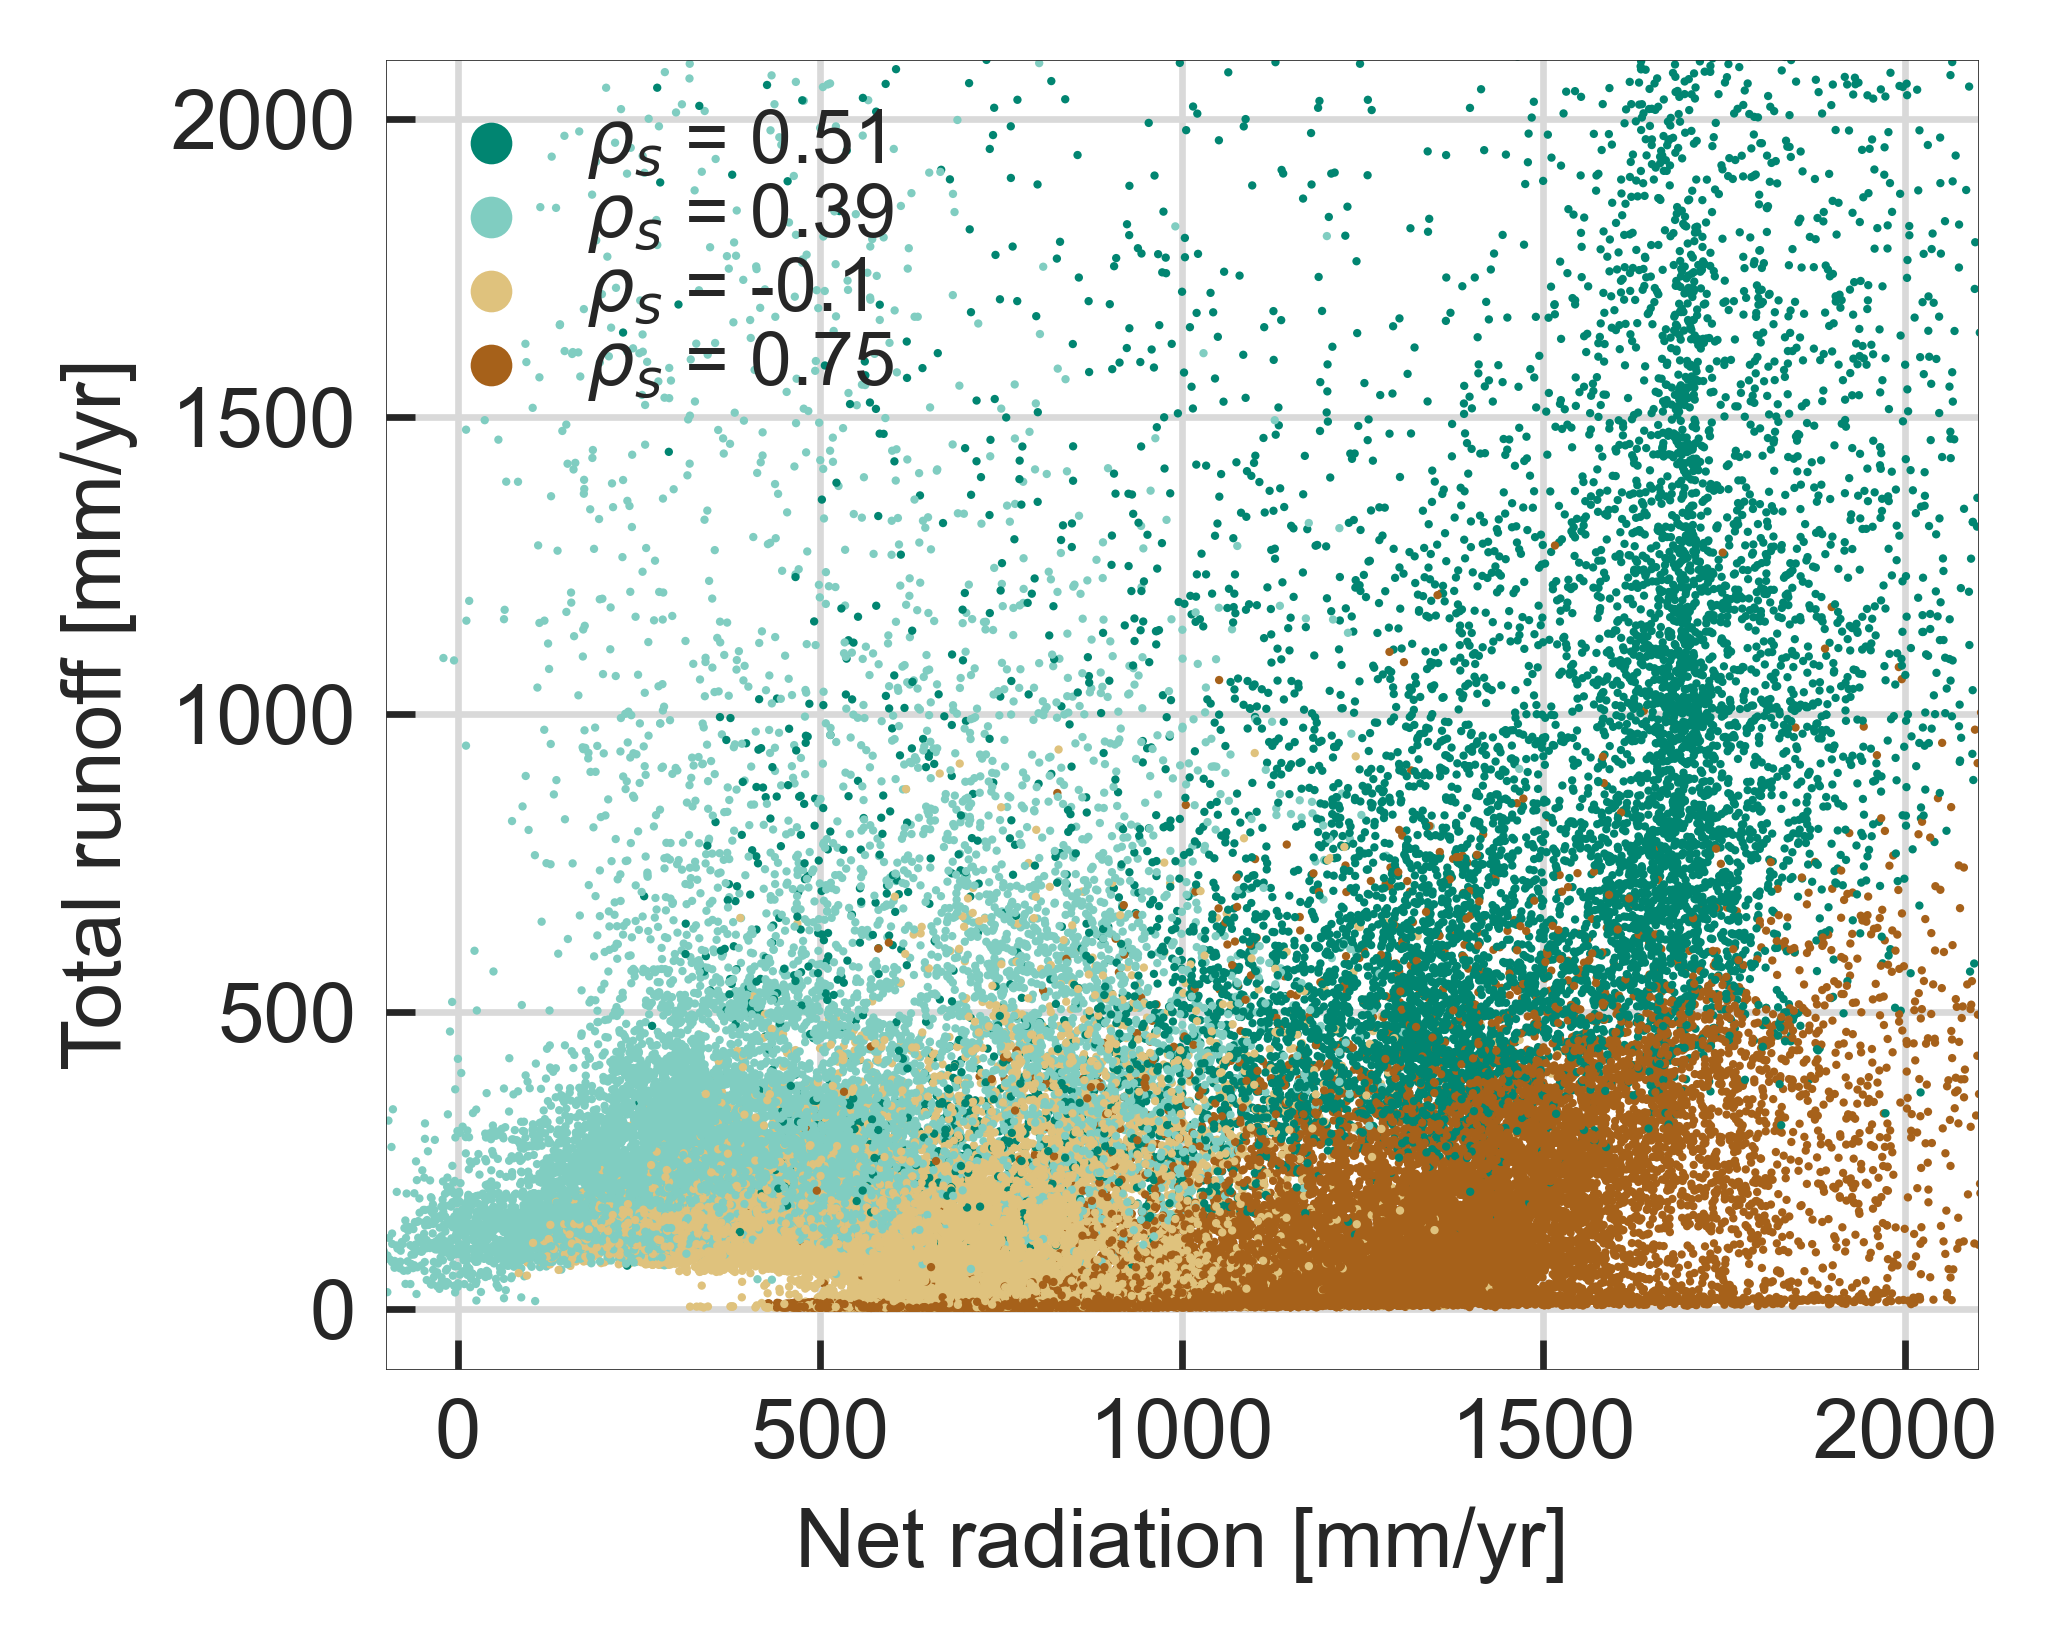 2000
1500
1000
500
0
Total runoff [mm/yr]
ρs = 0.51
ρs = 0.39
ρs = -0.1
ρs = 0.75
0 500 1000 1500 2000
Net radiation [mm/yr]